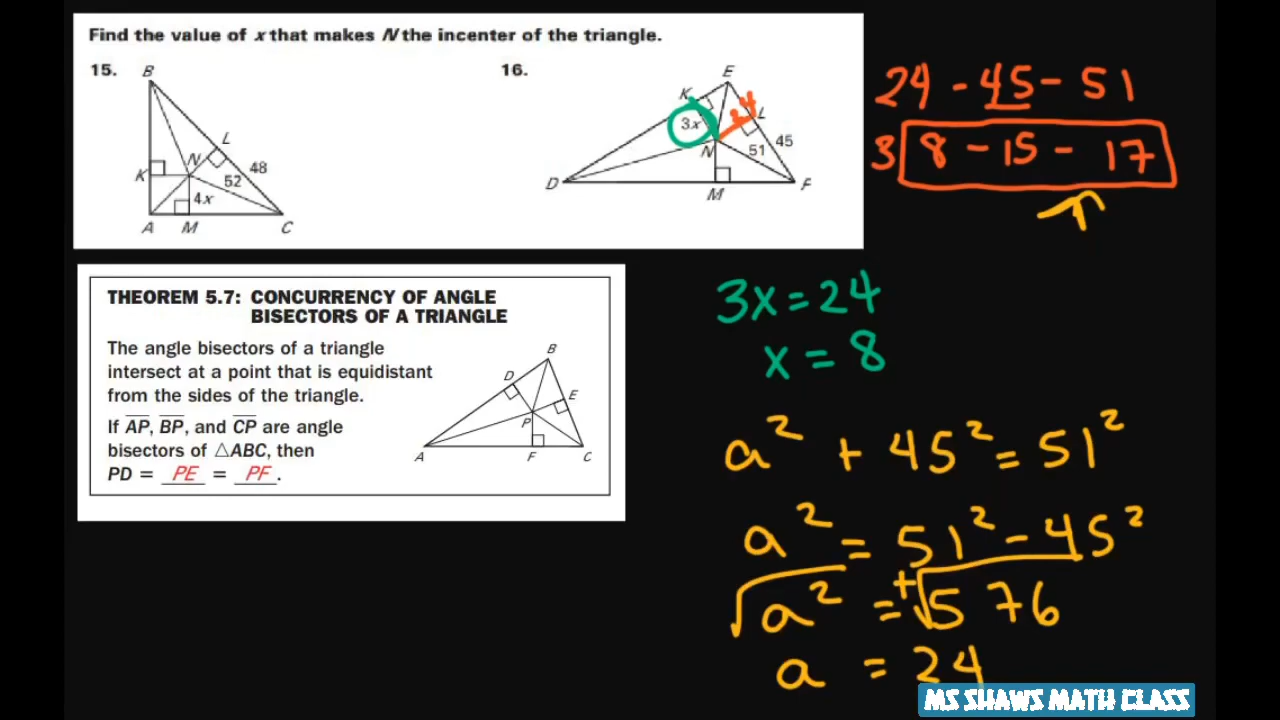 Find the value of x that makes N the incenter of the triangle.
15.
B
L
N
48
K
52
4x
A M C
16.
E
K
24
L
3x
45
N
51
D
F
M
24 - 45 - 51
3 8 - 15 - 17
THEOREM 5.7: CONCURRENCY OF ANGLE
BISECTORS OF A TRIANGLE
The angle bisectors of a triangle
intersect at a point that is equidistant
from the sides of the triangle.
If AP, BP, and CP are angle
bisectors of △ABC, then
PD = PE = PF.
B
D
E
P
A F C
3x = 24
x = 8
a² + 45² = 51²
a² = 51² - 45²
√a² = +√576
a = 24
MS SHAWS MATH CLASS